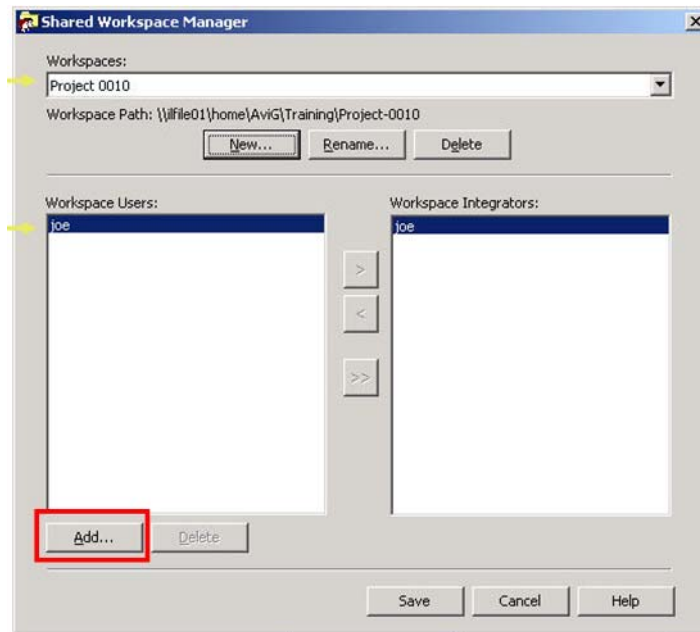 Shared Workspace Manager
Workspaces:
Project 0010
Workspace Path: \\ilfile01\home\AviG\Training\Project-0010
New... Rename... Delete
Workspace Users: Workspace Integrators:
joe joe
>
<
>>
Add... Delete
Save Cancel Help